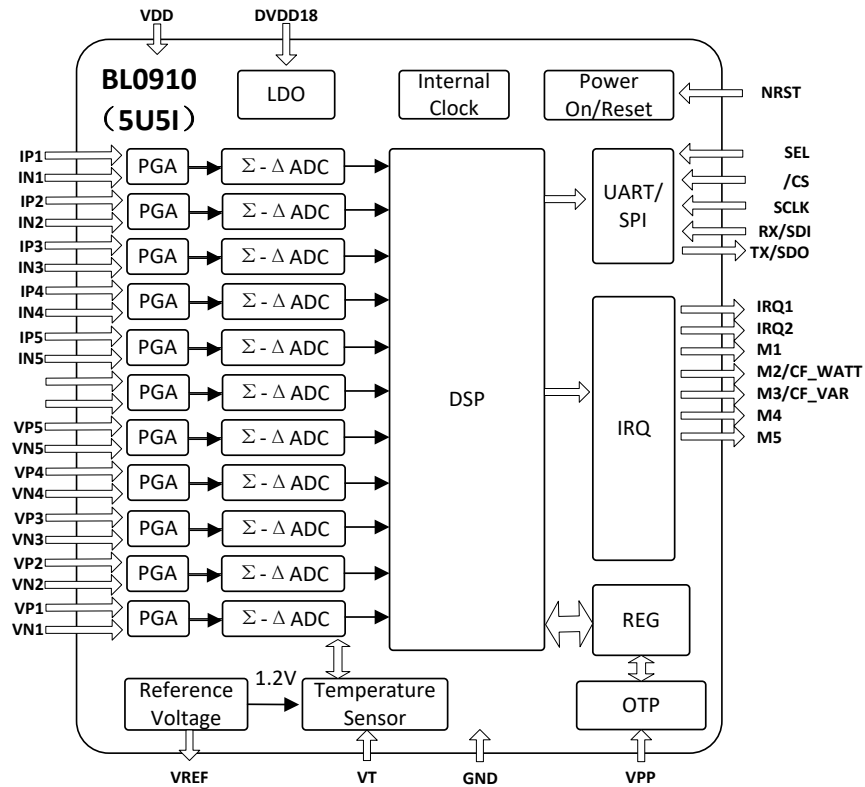 VDD
DVDD18
BL0910
（5U5I）
LDO
Internal
Clock
Power
On/Reset
NRST
IP1
IN1
PGA
Σ - Δ ADC
IP2
IN2
PGA
Σ - Δ ADC
IP3
IN3
PGA
Σ - Δ ADC
IP4
IN4
PGA
Σ - Δ ADC
IP5
IN5
PGA
Σ - Δ ADC
PGA
Σ - Δ ADC
VP5
VN5
PGA
Σ - Δ ADC
VP4
VN4
PGA
Σ - Δ ADC
VP3
VN3
PGA
Σ - Δ ADC
VP2
VN2
PGA
Σ - Δ ADC
VP1
VN1
PGA
Σ - Δ ADC
DSP
UART/
SPI
SEL
/CS
SCLK
RX/SDI
TX/SDO
IRQ
IRQ1
IRQ2
M1
M2/CF_WATT
M3/CF_VAR
M4
M5
REG
OTP
Reference
Voltage
1.2V
Temperature
Sensor
VREF
VT
GND
VPP